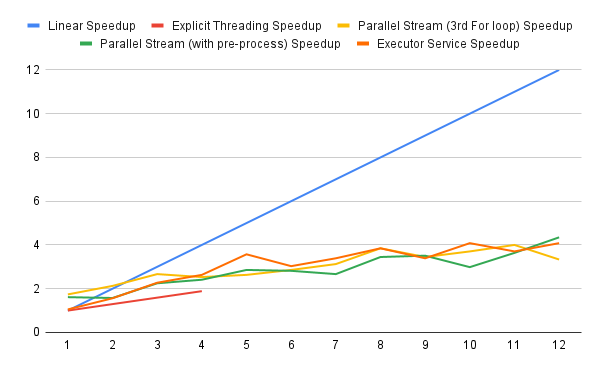 Linear Speedup Explicit Threading Speedup Parallel Stream (3rd For loop) Speedup
Parallel Stream (with pre-process) Speedup Executor Service Speedup
12
10
8
6
4
2
0
1 2 3 4 5 6 7 8 9 10 11 12